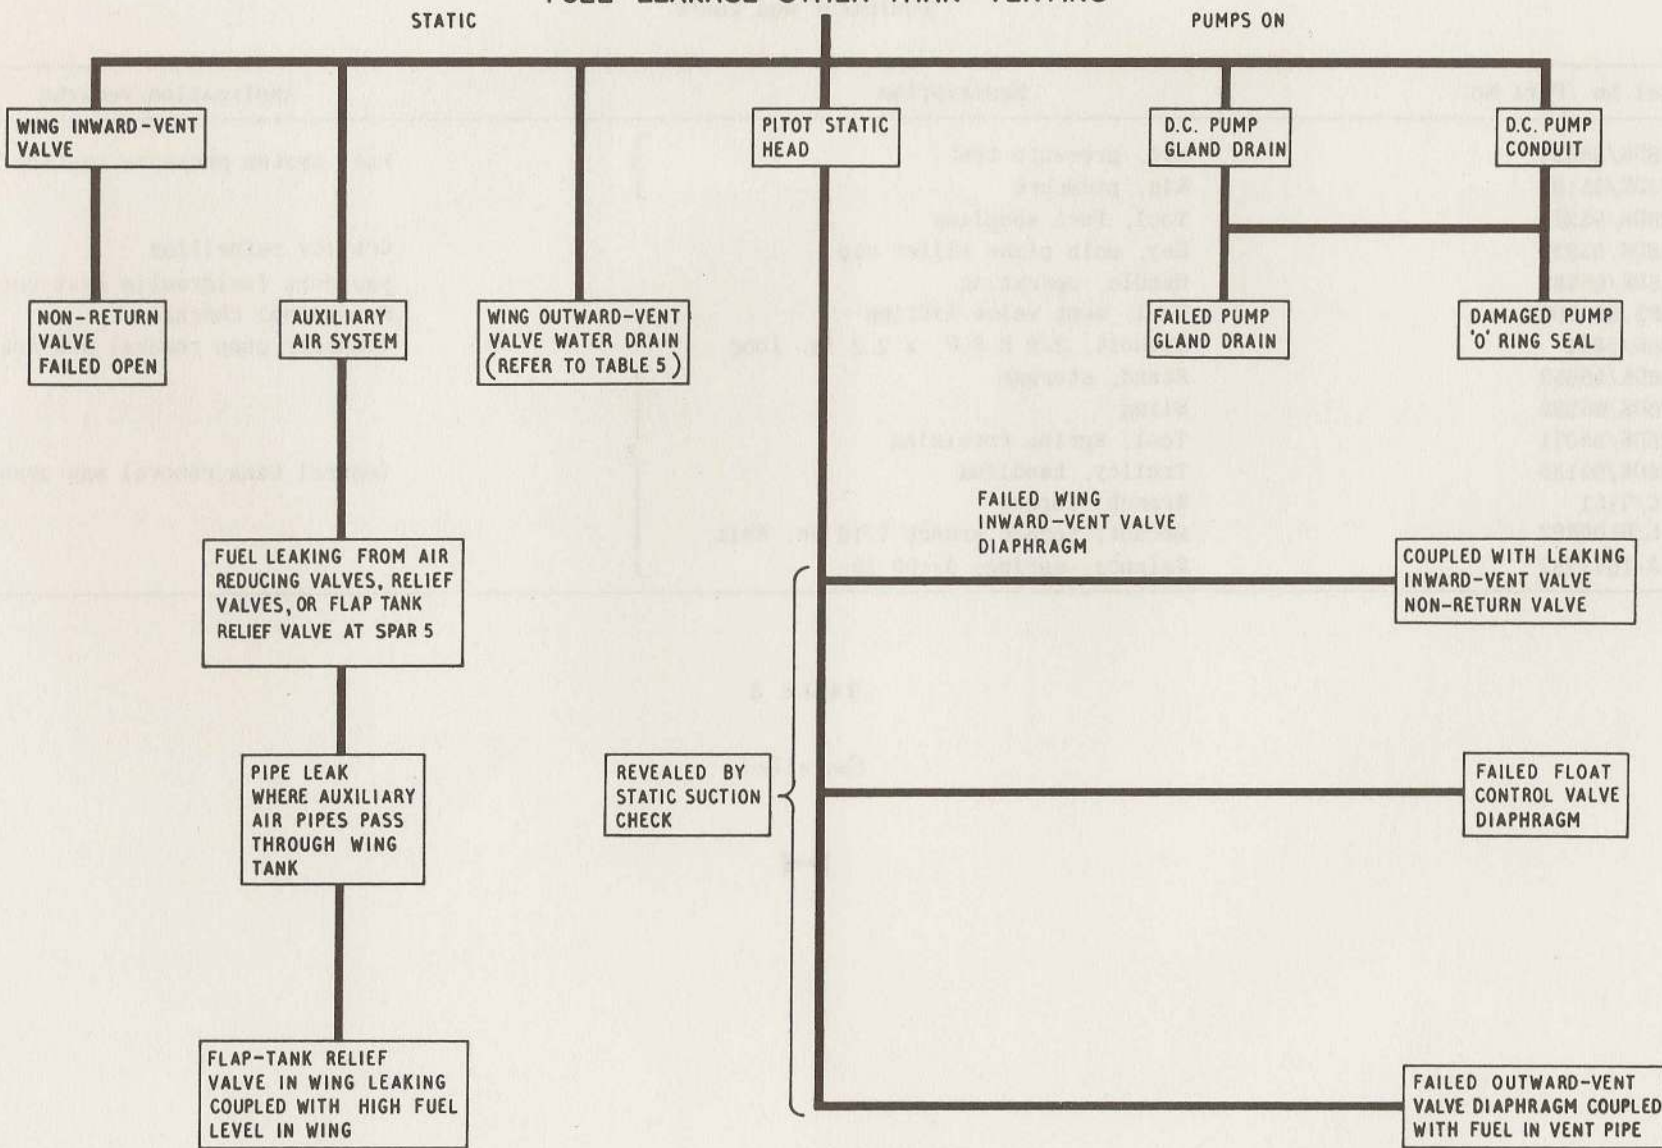 FUEL LEAKAGE OTHER THAN VENTING
STATIC
PUMPS ON
WING INWARD-VENT
VALVE
PITOT STATIC
HEAD
D.C. PUMP
GLAND DRAIN
D.C. PUMP
CONDUIT
NON-RETURN
VALVE
FAILED OPEN
AUXILIARY
AIR SYSTEM
WING OUTWARD-VENT
VALVE WATER DRAIN
(REFER TO TABLE 5)
FAILED PUMP
GLAND DRAIN
DAMAGED PUMP
'O' RING SEAL
FUEL LEAKING FROM AIR
REDUCING VALVES, RELIEF
VALVES, OR FLAP TANK
RELIEF VALVE AT SPAR 5
FAILED WING
INWARD-VENT VALVE
DIAPHRAGM
COUPLED WITH LEAKING
INWARD-VENT VALVE
NON-RETURN VALVE
PIPE LEAK
WHERE AUXILIARY
AIR PIPES PASS
THROUGH WING
TANK
REVEALED BY
STATIC SUCTION
CHECK
FAILED FLOAT
CONTROL VALVE
DIAPHRAGM
FLAP-TANK RELIEF
VALVE IN WING LEAKING
COUPLED WITH HIGH FUEL
LEVEL IN WING
FAILED OUTWARD-VENT
VALVE DIAPHRAGM COUPLED
WITH FUEL IN VENT PIPE